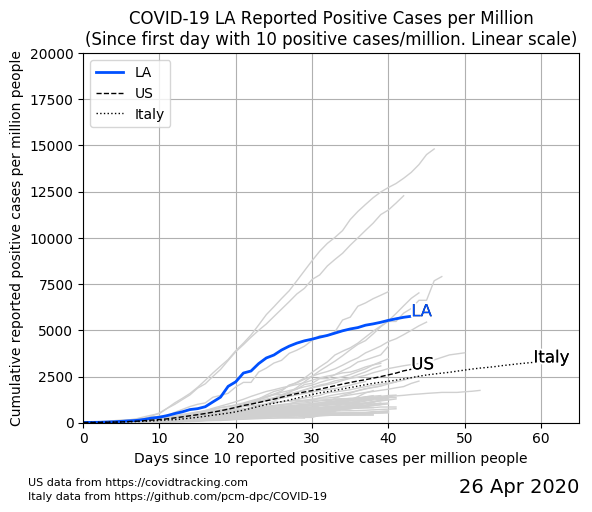 COVID-19 LA Reported Positive Cases per Million
(Since first day with 10 positive cases/million. Linear scale)
Cumulative reported positive cases per million people
20000
17500
15000
12500
10000
7500
5000
2500
0
LA
US
Italy
LA
US
Italy
0 10 20 30 40 50 60
Days since 10 reported positive cases per million people
US data from https://covidtracking.com
Italy data from https://github.com/pcm-dpc/COVID-19
26 Apr 2020